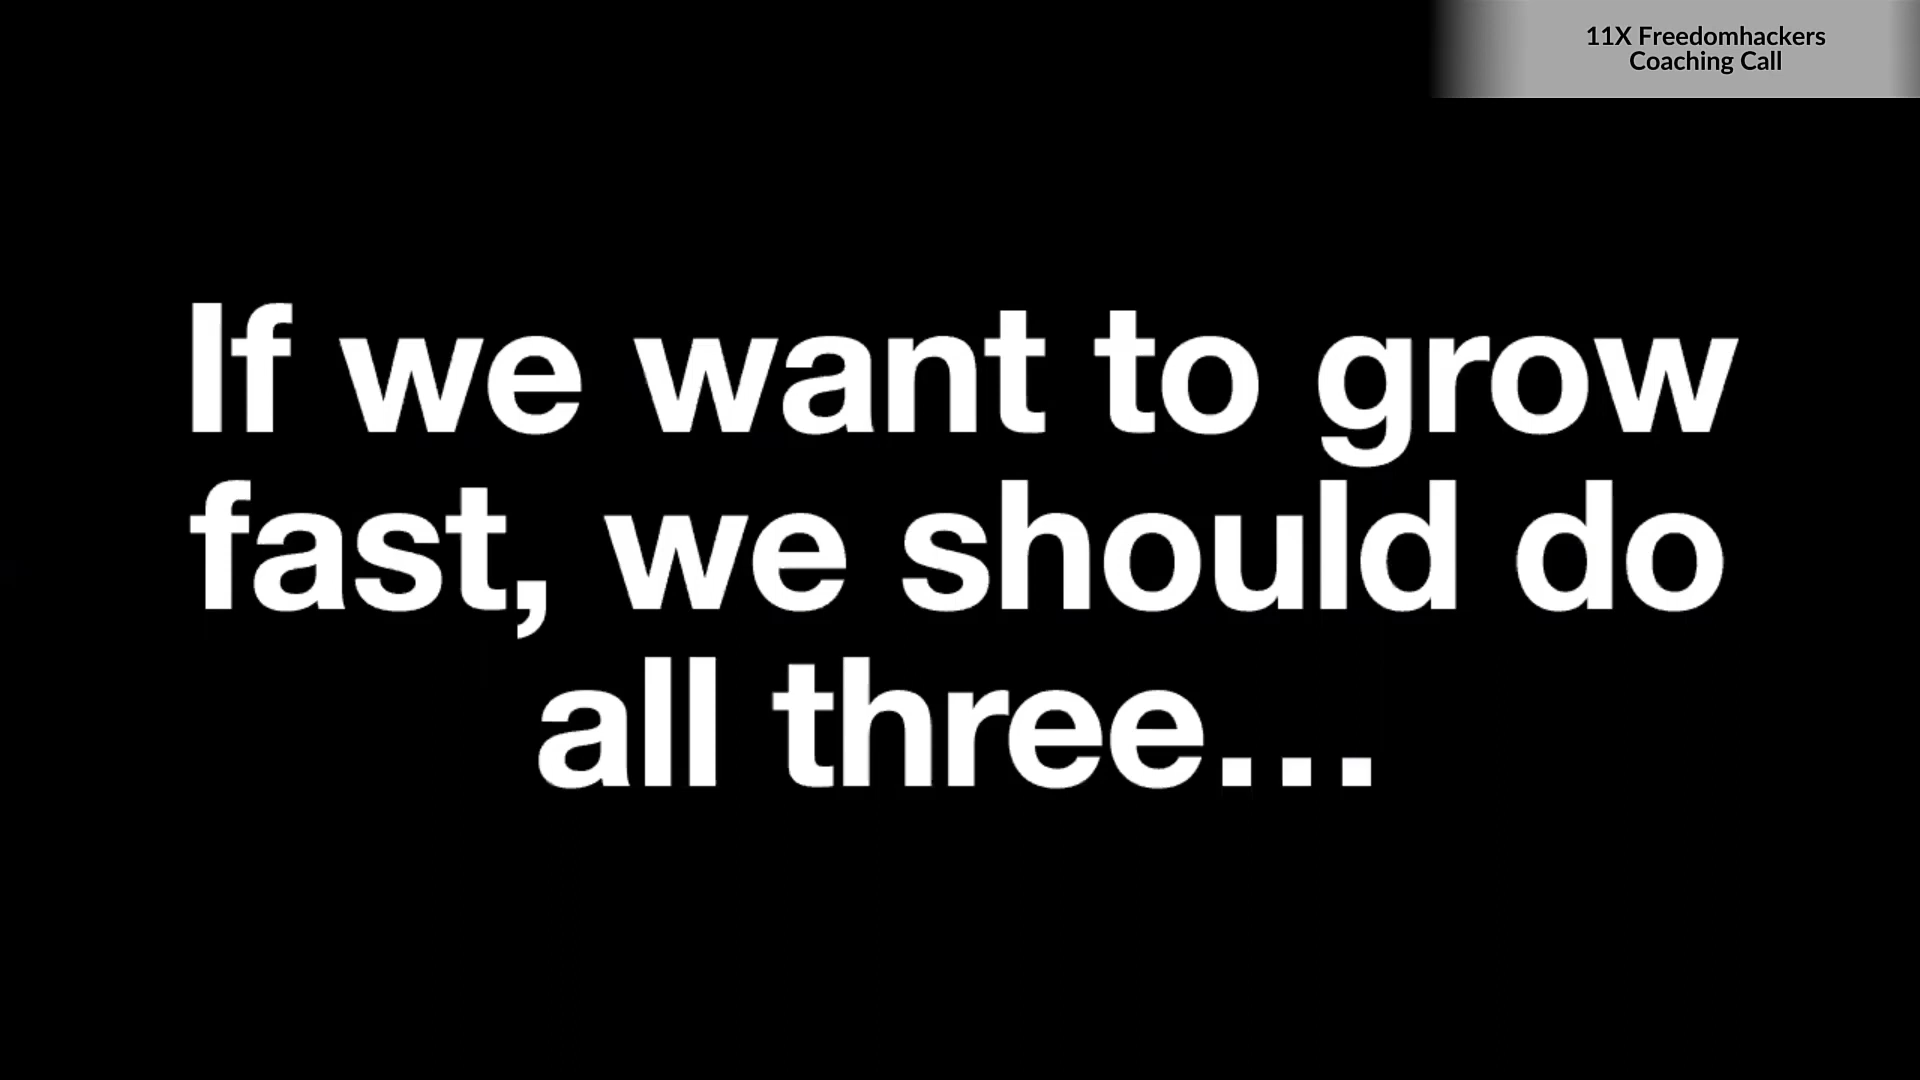 11X Freedomhackers
Coaching Call
If we want to grow
fast, we should do
all three...